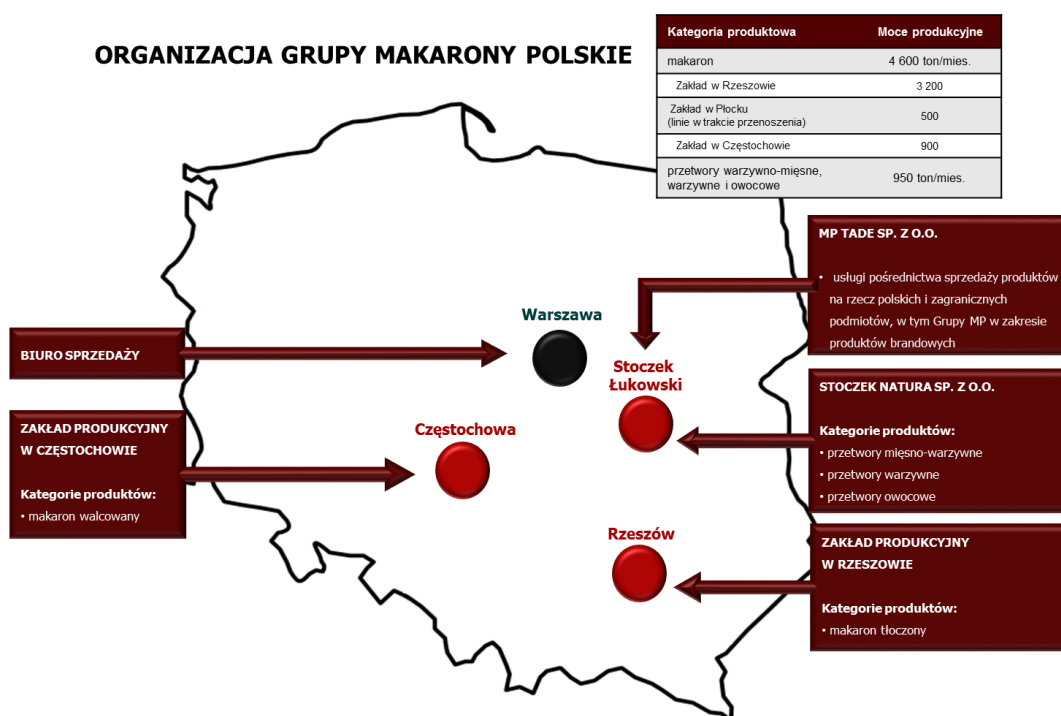 ORGANIZACJA GRUPY MAKARONY POLSKIE
Kategoria produktowa Moce produkcyjne
makaron 4 600 ton/mies.
Zakład w Rzeszowie 3 200
Zakład w Płocku
(linie w trakcie przenoszenia) 500
Zakład w Częstochowie 900
przetwory warzywno-mięsne,
warzywne i owocowe 950 ton/mies.
MP TADE SP. Z O.O.
• usługi pośrednictwa sprzedaży produktów
na rzecz polskich i zagranicznych
podmiotów, w tym Grupy MP w zakresie
produktów brandowych
Warszawa
BIURO SPRZEDAŻY
Stoczek
Łukowski
STOCZEK NATURA SP. Z O.O.
Kategorie produktów:
• przetwory mięsno-warzywne
• przetwory warzywne
• przetwory owocowe
ZAKŁAD PRODUKCYJNY
W CZĘSTOCHOWIE
Kategorie produktów:
• makaron walcowany
Częstochowa
Rzeszów
ZAKŁAD PRODUKCYJNY
W RZESZOWIE
Kategorie produktów:
• makaron tłoczony